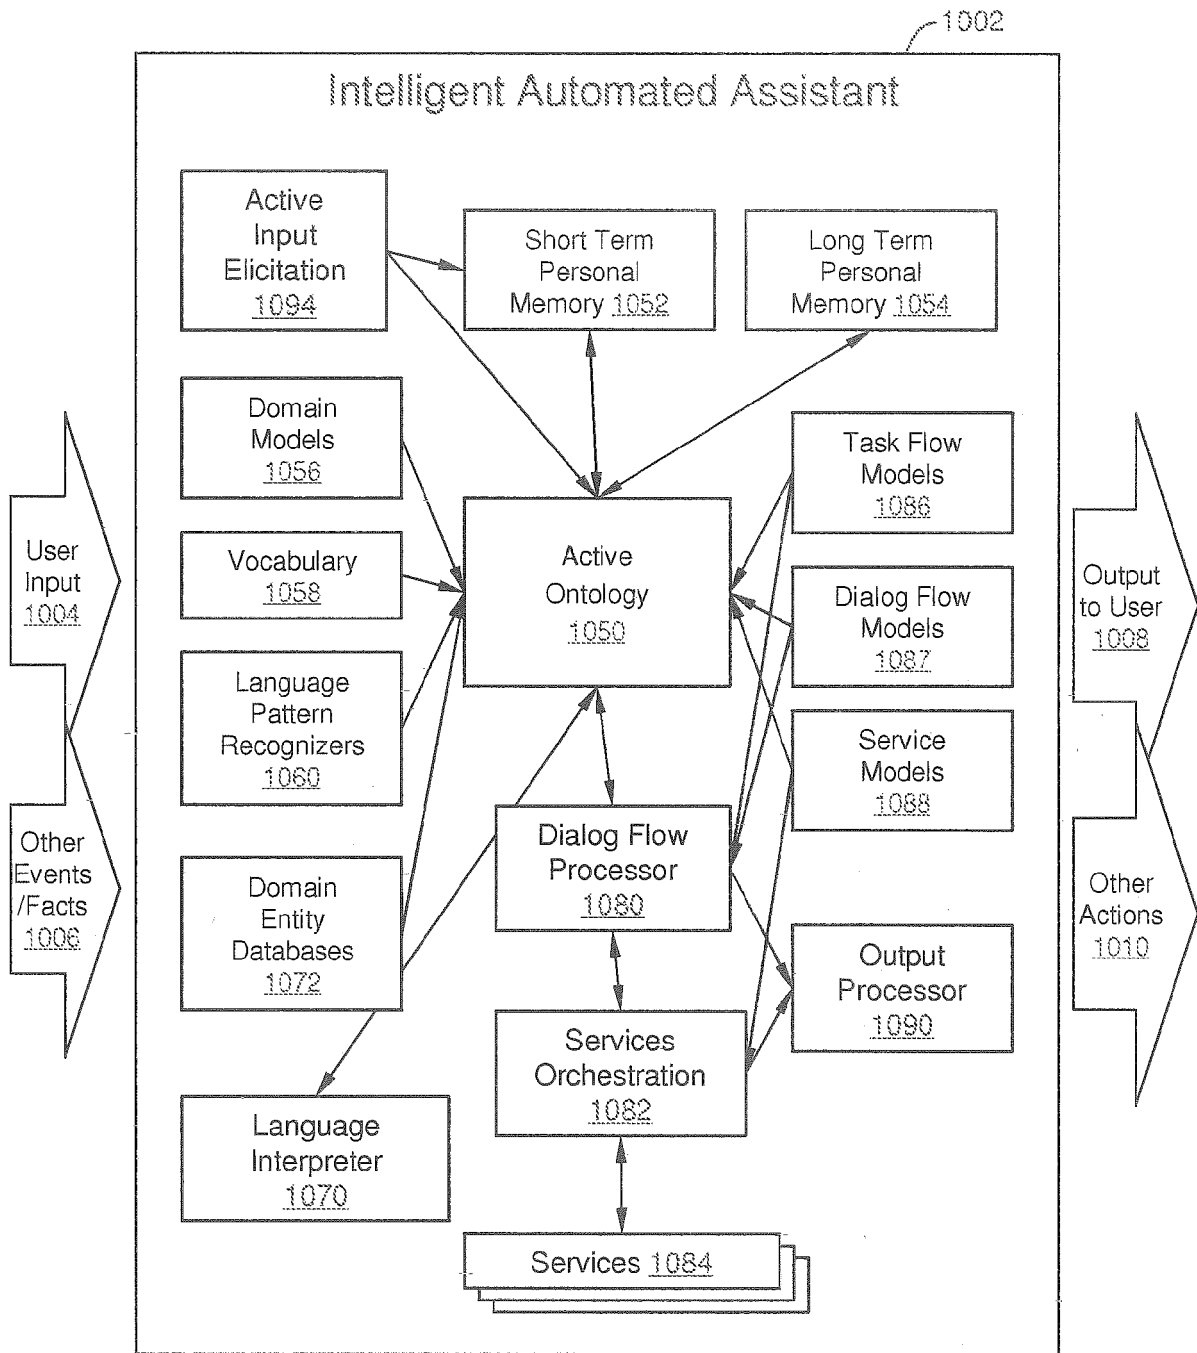 1002
Intelligent Automated Assistant
Active
Input
Elicitation
1094
Short Term
Personal
Memory 1052
Long Term
Personal
Memory 1054
Domain
Models
1056
Task Flow
Models
1086
User
Input
1004
Vocabulary
1058
Active
Ontology
1050
Dialog Flow
Models
1087
Output
to User
1008
Language
Pattern
Recognizers
1060
Service
Models
1088
Other
Events
/Facts
1006
Domain
Entity
Databases
1072
Dialog Flow
Processor
1080
Other
Actions
1010
Output
Processor
1090
Services
Orchestration
1082
Language
Interpreter
1070
Services 1084